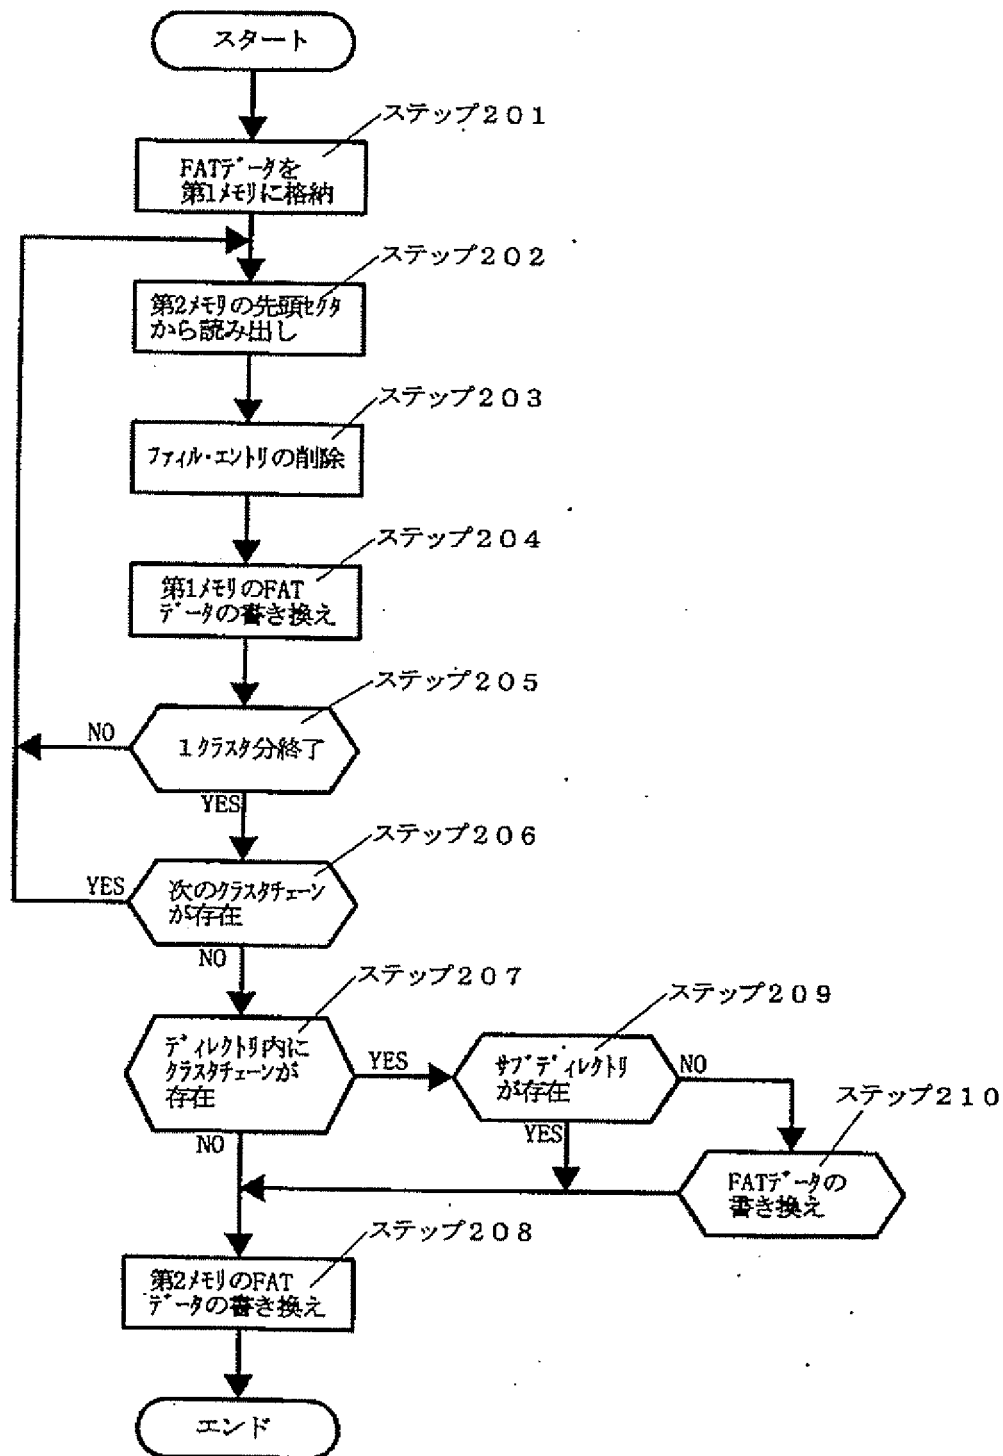 スタート
ステップ201
FATデータを
第1メモリに格納
ステップ202
第2メモリの先頭セクタ
から読み出し
ステップ203
ファイル・エントリの削除
ステップ204
第1メモリのFAT
データの書き換え
ステップ205
1クラスタ分終了
NO
YES
ステップ206
次のクラスタチェーン
が存在
YES
NO
ステップ207
ディレクトリ内に
クラスタチェーンが
存在
YES
NO
ステップ209
サブディレクトリ
が存在
NO
YES
ステップ210
FATデータの
書き換え
ステップ208
第2メモリのFAT
データの書き換え
エンド